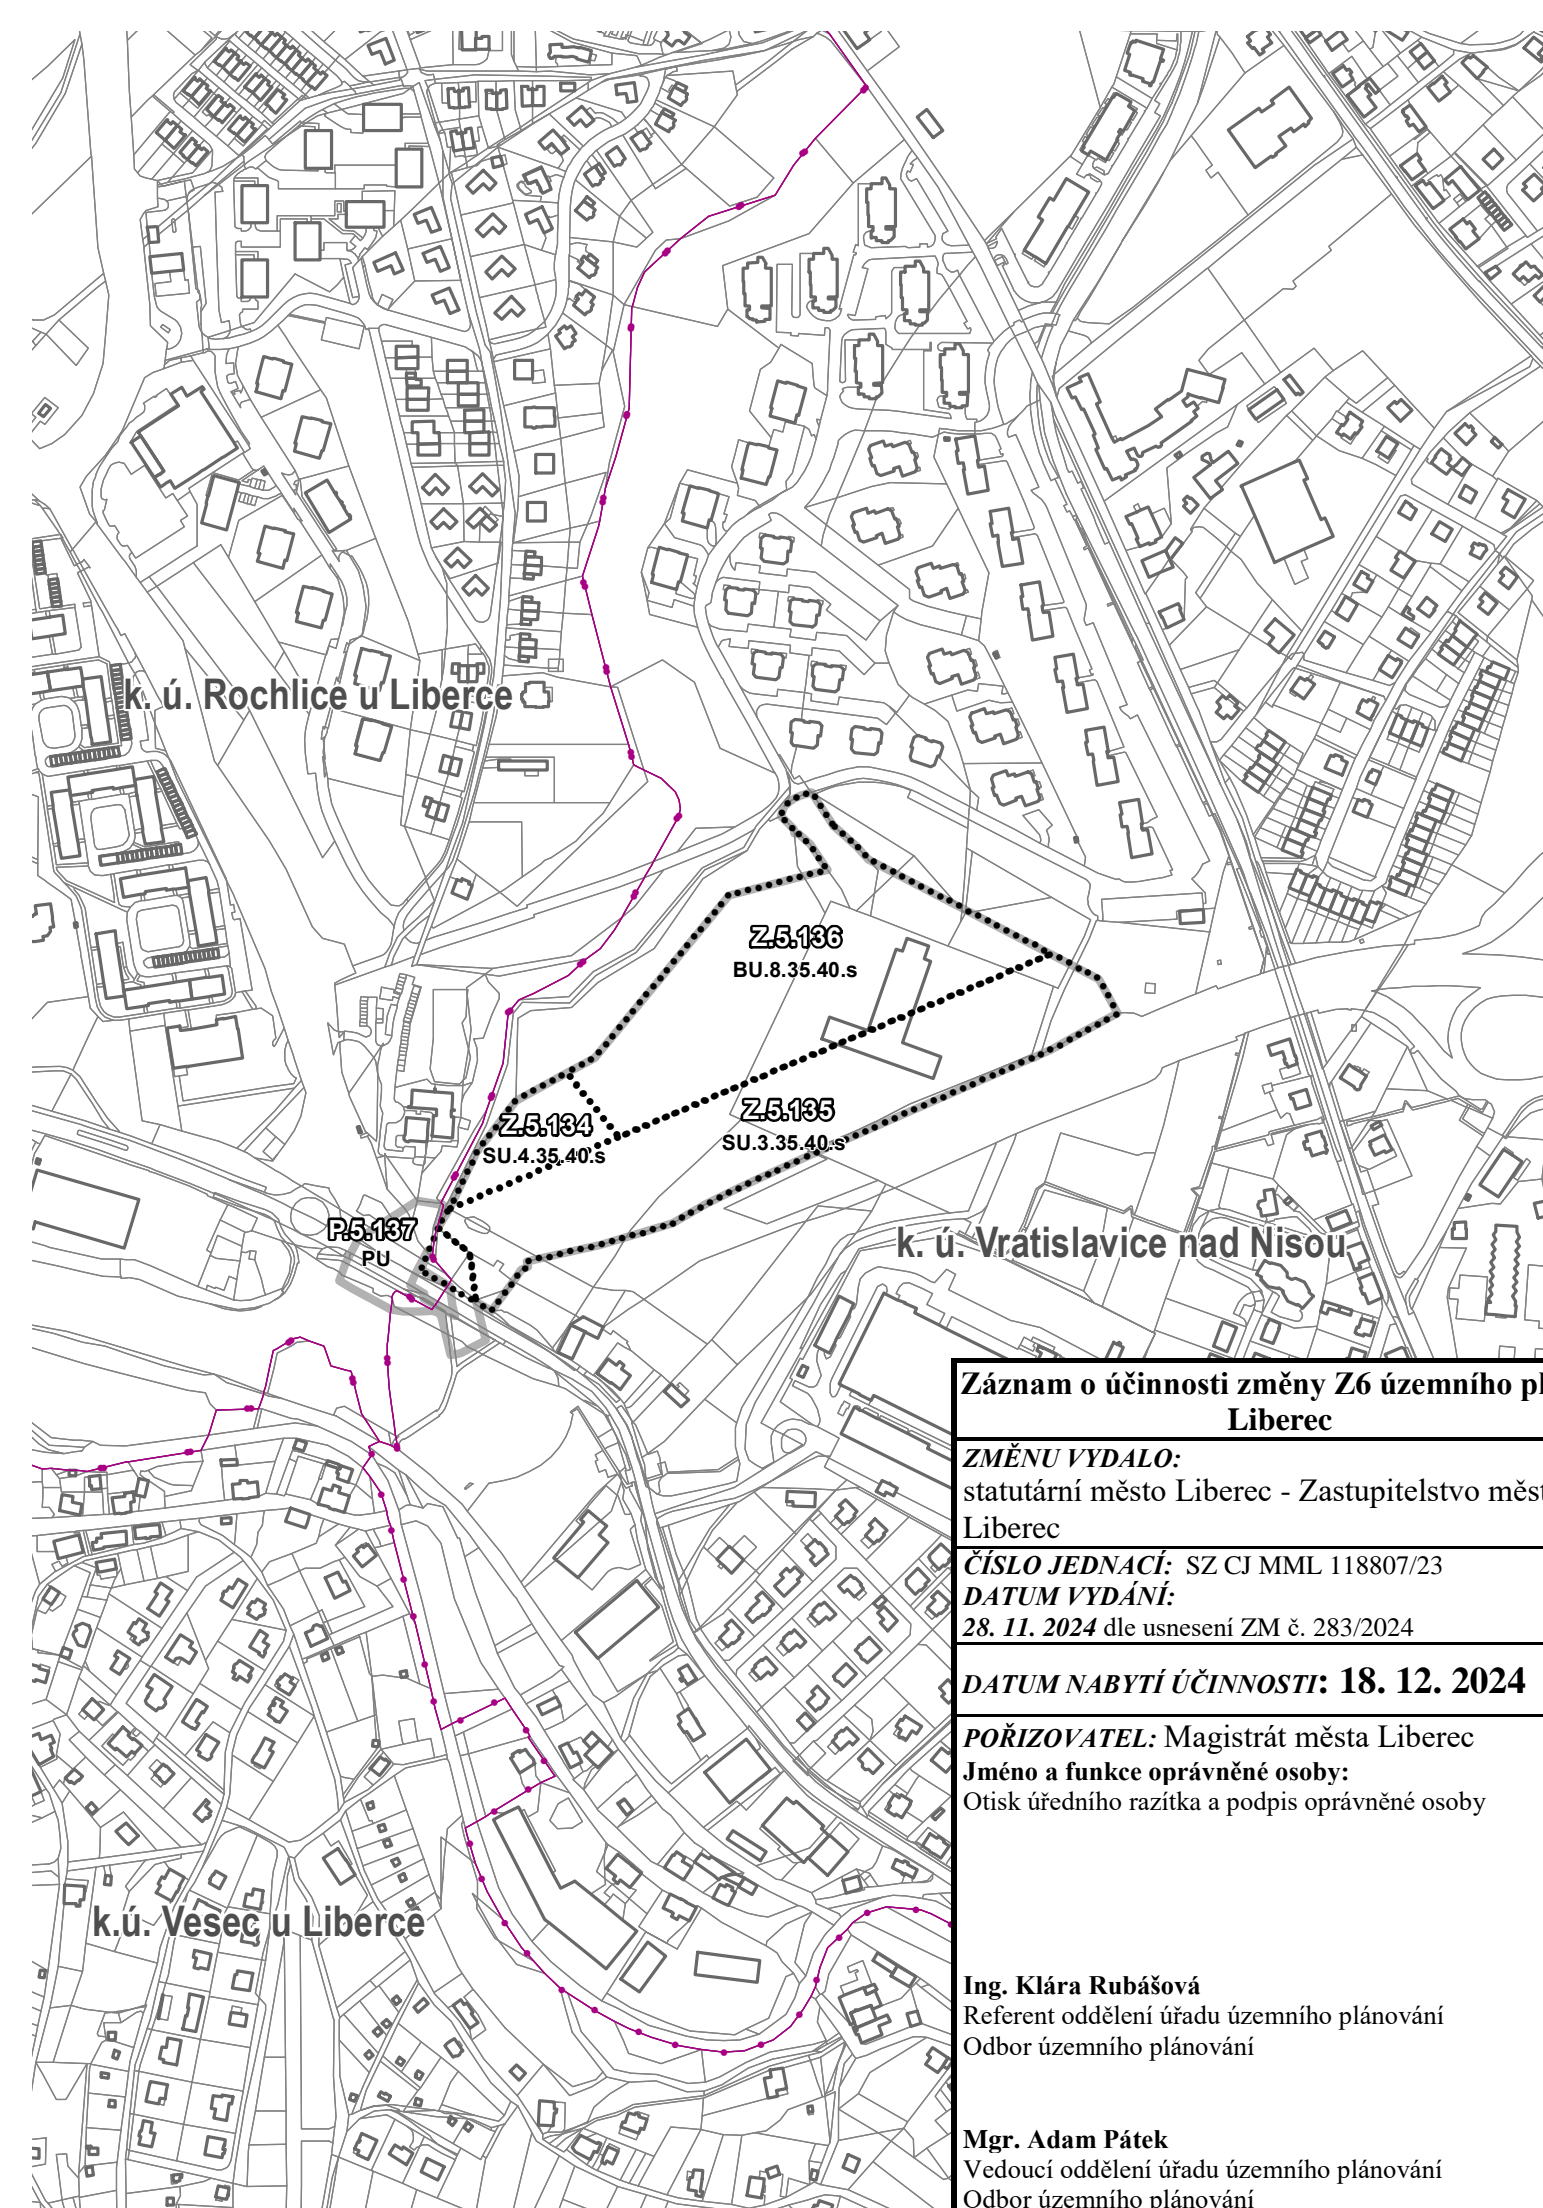 k. ú. Rochlice u Liberce
Z.5.136
BU.8.35.40.s
Z.5.134
SU.4.35.40.s
Z.5.135
SU.3.35.40.s
P.5.137
PU
k. ú. Vratislavice nad Nisou
k.ú. Vesec u Liberce
Záznam o účinnosti změny Z6 územního pl
Liberec
ZMĚNU VYDALO:
statutární město Liberec - Zastupitelstvo měst
Liberec
ČÍSLO JEDNACÍ: SZ CJ MML 118807/23
DATUM VYDÁNÍ:
28. 11. 2024 dle usnesení ZM č. 283/2024
DATUM NABYTÍ ÚČINNOSTI: 18. 12. 2024
POŘIZOVATEL: Magistrát města Liberec
Jméno a funkce oprávněné osoby:
Otisk úředního razítka a podpis oprávněné osoby
Ing. Klára Rubášová
Referent oddělení úřadu územního plánování
Odbor územního plánování
Mgr. Adam Pátek
Vedoucí oddělení úřadu územního plánování
Odbor územního plánování